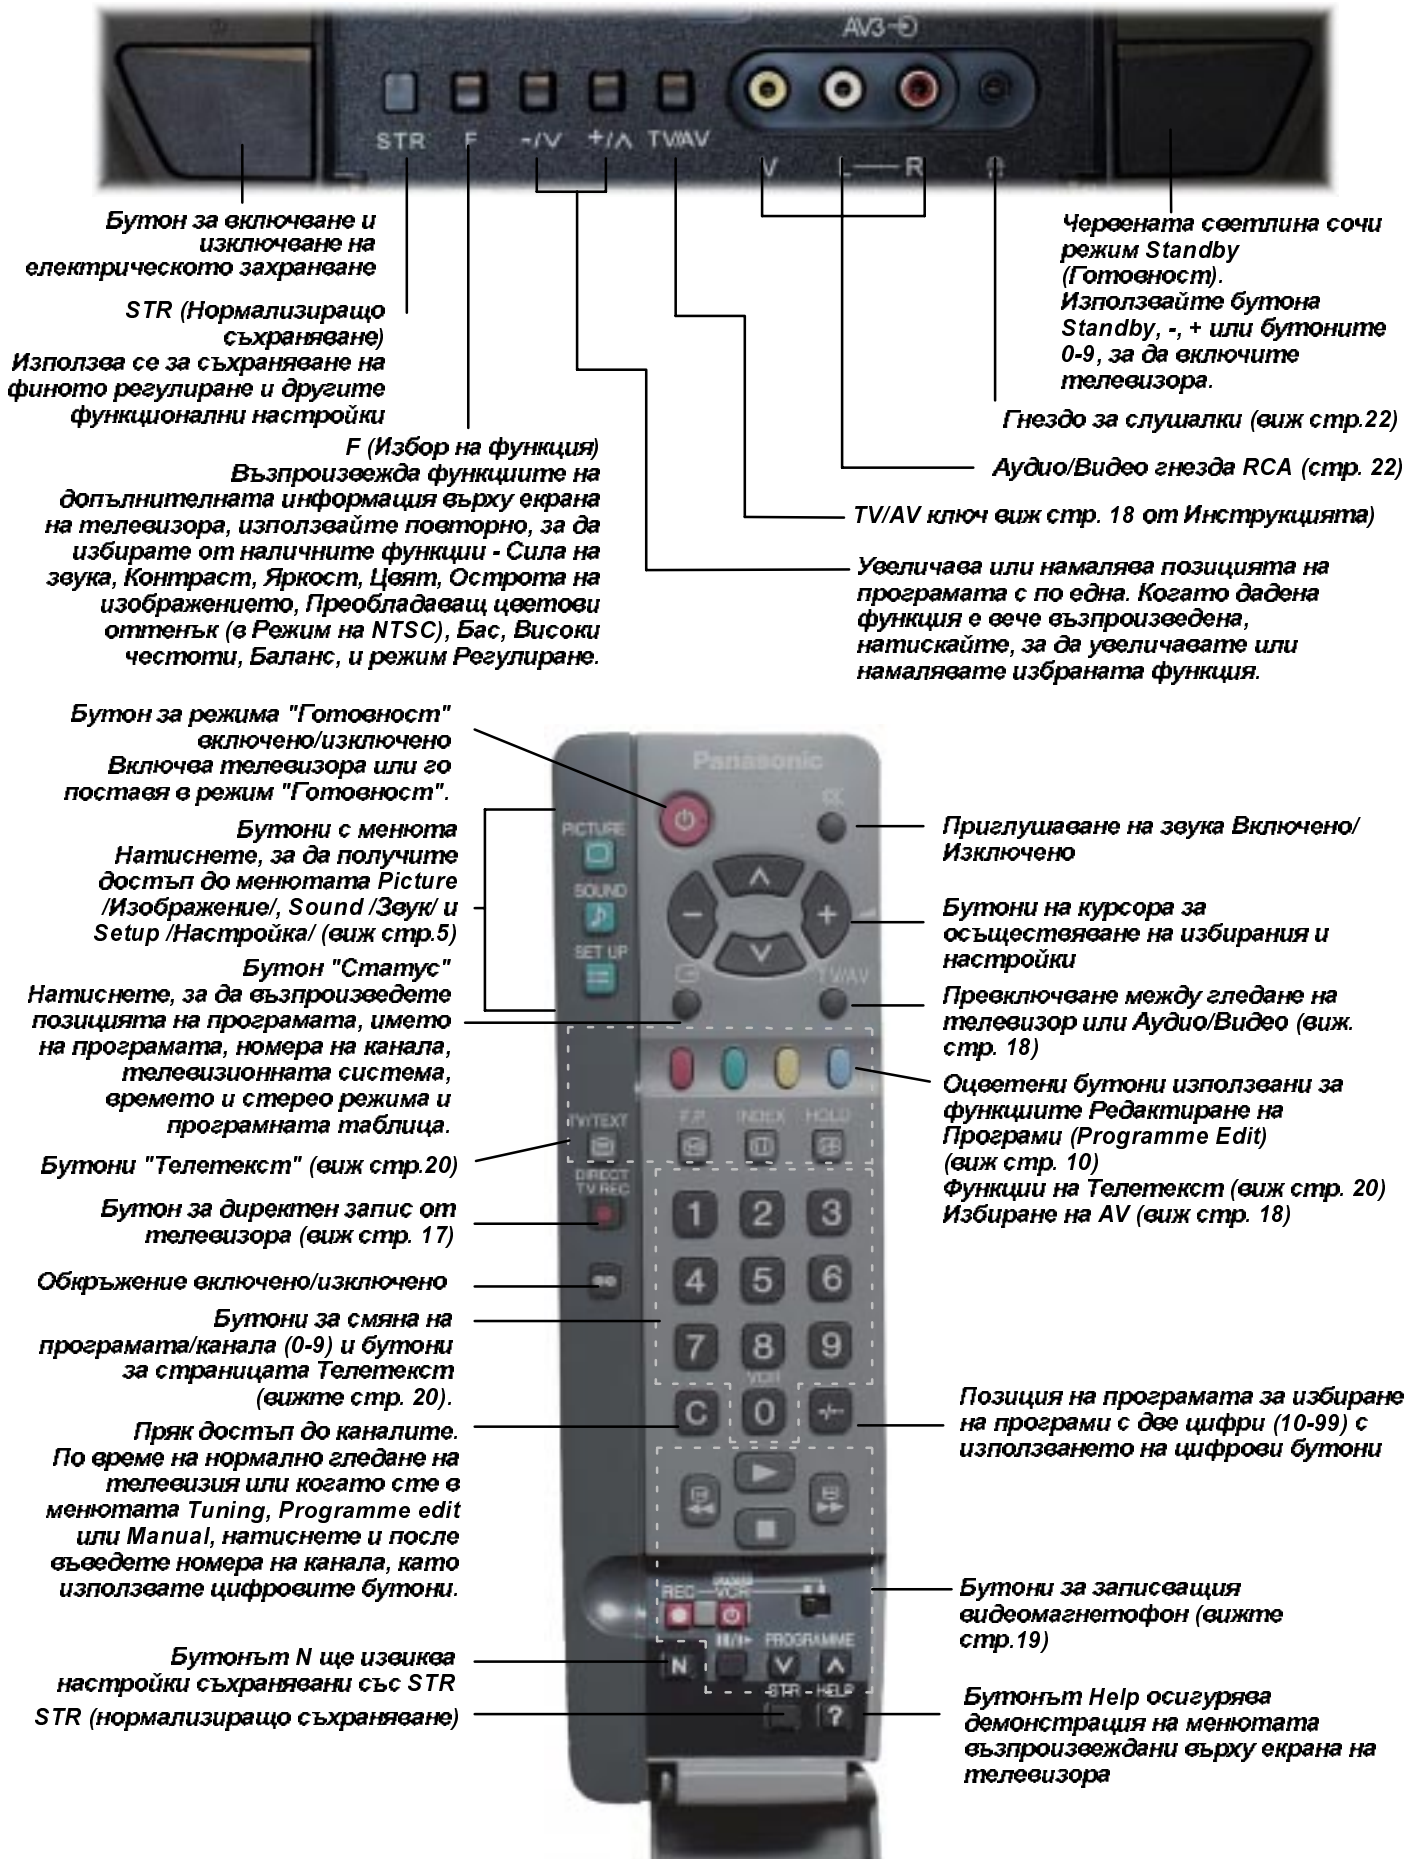 AV3
STR F -/V +/Λ TV/AV
V L R
Бутон за включване и
изключване на
електрическото захранване
STR (Нормализиращо
съхраняване)
Използва се за съхраняване на
финото регулиране и другите
функционални настройки
F (Избор на функция)
Възпроизвежда функциите на
допълнителната информация върху екрана
на телевизора, използвайте повторно, за да
избирате от наличните функции - Сила на
звука, Контраст, Яркост, Цвят, Острота на
изображението, Преобладаващ цветови
оттенък (в Режим на NTSC), Бас, Високи
честоти, Баланс, и режим Регулиране.
Червената светлина сочи
режим Standby
(Готовност).
Използвайте бутона
Standby, -, + или бутоните
0-9, за да включите
телевизора.
Гнездо за слушалки (виж стр.22)
Аудио/Видео гнезда RCA (стр. 22)
TV/AV ключ виж стр. 18 от Инструкцията)
Увеличава или намалява позицията на
програмата с по една. Когато дадена
функция е вече възпроизведена,
натискайте, за да увеличавате или
намалявате избраната функция.
Бутон за режима "Готовност"
включено/изключено
Включва телевизора или го
поставя в режим "Готовност".
Бутони с менюта
Натиснете, за да получите
достъп до менютата Picture
/Изображение/, Sound /Звук/ и
Setup /Настройка/ (виж стр.5)
Бутон "Статус"
Натиснете, за да възпроизведете
позицията на програмата, името
на програмата, номера на канала,
телевизионната система,
времето и стерео режима и
програмната таблица.
Бутони "Телетекст" (виж стр.20)
Бутон за директен запис от
телевизора (виж стр. 17)
Обкръжение включено/изключено
Бутони за смяна на
програмата/канала (0-9) и бутони
за страницата Телетекст
(вижте стр. 20).
Пряк достъп до каналите.
По време на нормално гледане на
телевизия или когато сте в
менютата Tuning, Programme edit
или Manual, натиснете и после
въведете номера на канала, като
използвате цифровите бутони.
Бутонът N ще извиква
настройки съхранявани със STR
STR (нормализиращо съхраняване)
Panasonic
PICTURE
SOUND
SET UP
TV/AV
TV/TEXT F.P. INDEX HOLD
DIRECT
TV REC
1 2 3
4 5 6
7 8 9
VCR
C 0 -/--
REC VCR
PROGRAMME
N V Λ
STR HELP
?
Приглушаване на звука Включено/
Изключено
Бутони на курсора за
осъществяване на избирания и
настройки
Превключване между гледане на
телевизор или Аудио/Видео (виж.
стр. 18)
Оцветени бутони използвани за
функциите Редактиране на
Програми (Programme Edit)
(виж стр. 10)
Функции на Телетекст (виж стр. 20)
Избиране на AV (виж стр. 18)
Позиция на програмата за избиране
на програми с две цифри (10-99) с
използването на цифрови бутони
Бутони за записващия
видеомагнетофон (вижте
стр.19)
Бутонът Help осигурява
демонстрация на менютата
възпроизвеждани върху екрана на
телевизора